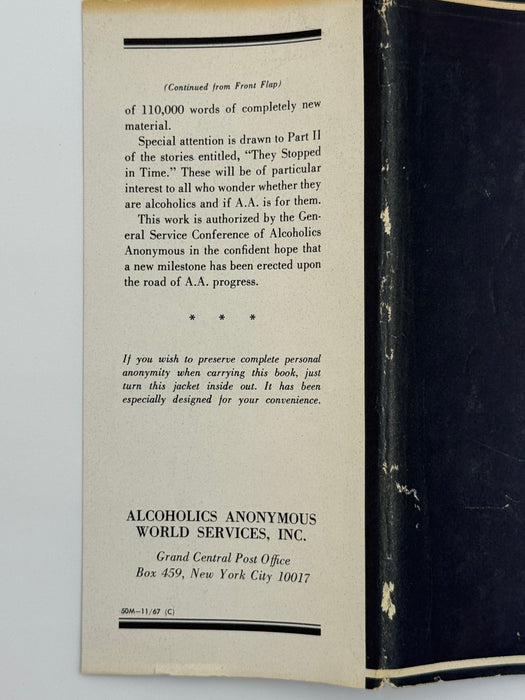 (Continued from Front Flap)
of 110,000 words of completely new
material.
Special attention is drawn to Part II
of the stories entitled, “They Stopped
in Time.” These will be of particular
interest to all who wonder whether they
are alcoholics and if A.A. is for them.
This work is authorized by the Gen-
eral Service Conference of Alcoholics
Anonymous in the confident hope that
a new milestone has been erected upon
the road of A.A. progress.
* * *
If you wish to preserve complete personal
anonymity when carrying this book, just
turn this jacket inside out. It has been
especially designed for your convenience.
ALCOHOLICS ANONYMOUS
WORLD SERVICES, INC.
Grand Central Post Office
Box 459, New York City 10017
50M—11/67 (C)